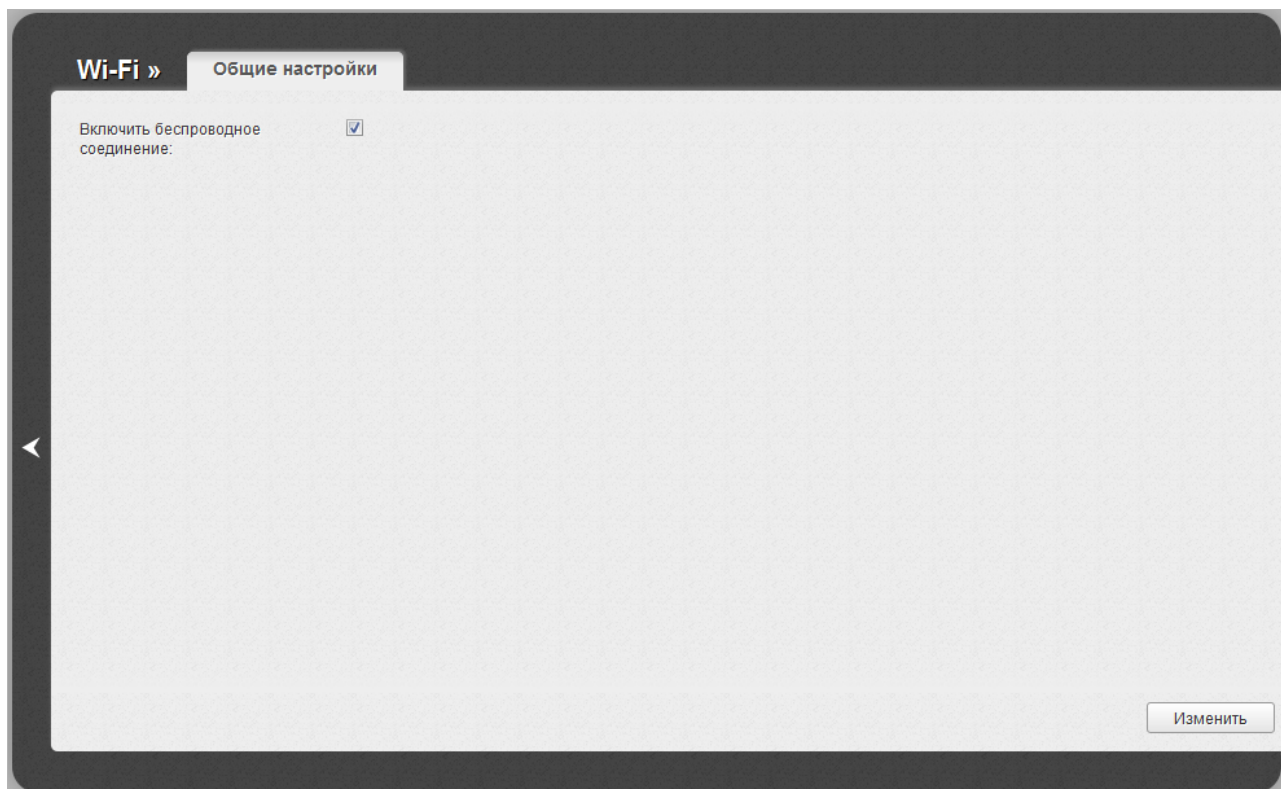 Wi-Fi »
Общие настройки
Включить беспроводное
соединение:
Изменить